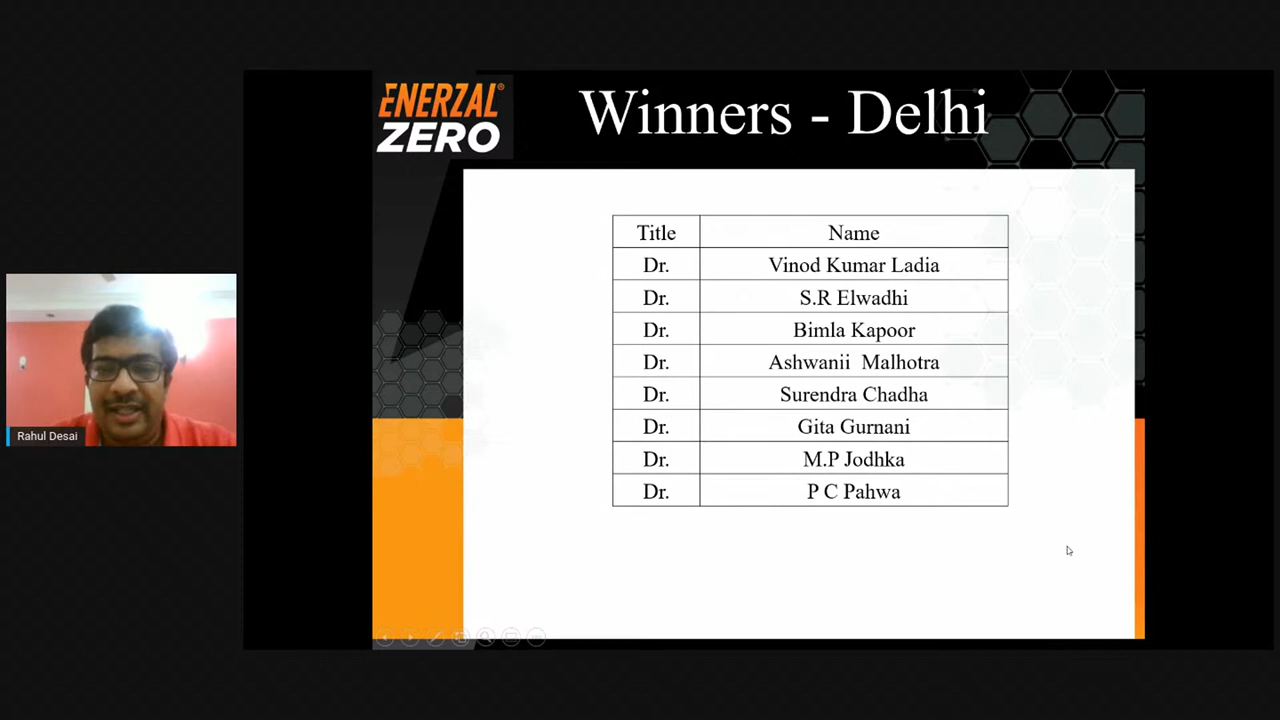 ENERZAL®
ZERO
Winners - Delhi
Title Name
Dr. Vinod Kumar Ladia
Dr. S.R Elwadhi
Dr. Bimla Kapoor
Dr. Ashwanii Malhotra
Dr. Surendra Chadha
Dr. Gita Gurnani
Dr. M.P Jodhka
Dr. P C Pahwa
Rahul Desai